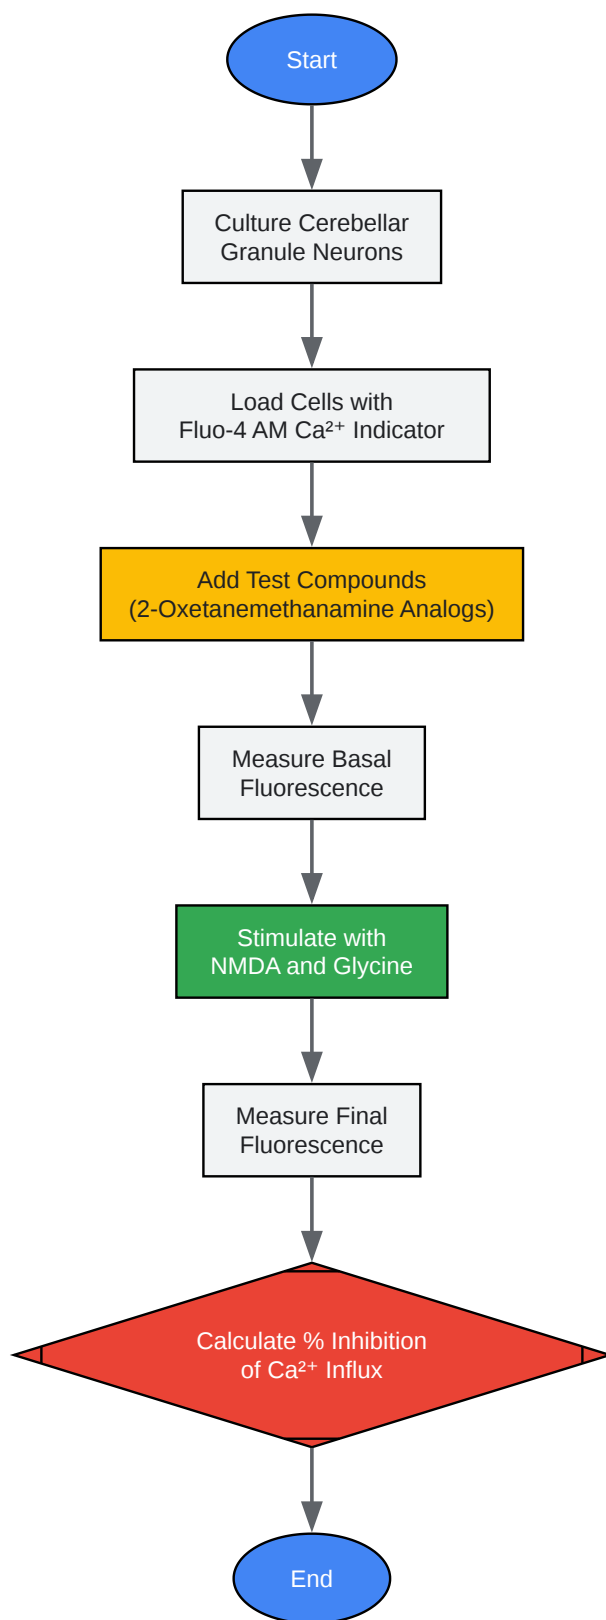 Start
Culture Cerebellar
Granule Neurons
Load Cells with
Fluo-4 AM Ca²⁺ Indicator
Add Test Compounds
(2-Oxetanemethanamine Analogs)
Measure Basal
Fluorescence
Stimulate with
NMDA and Glycine
Measure Final
Fluorescence
Calculate % Inhibition
of Ca²⁺ Influx
End